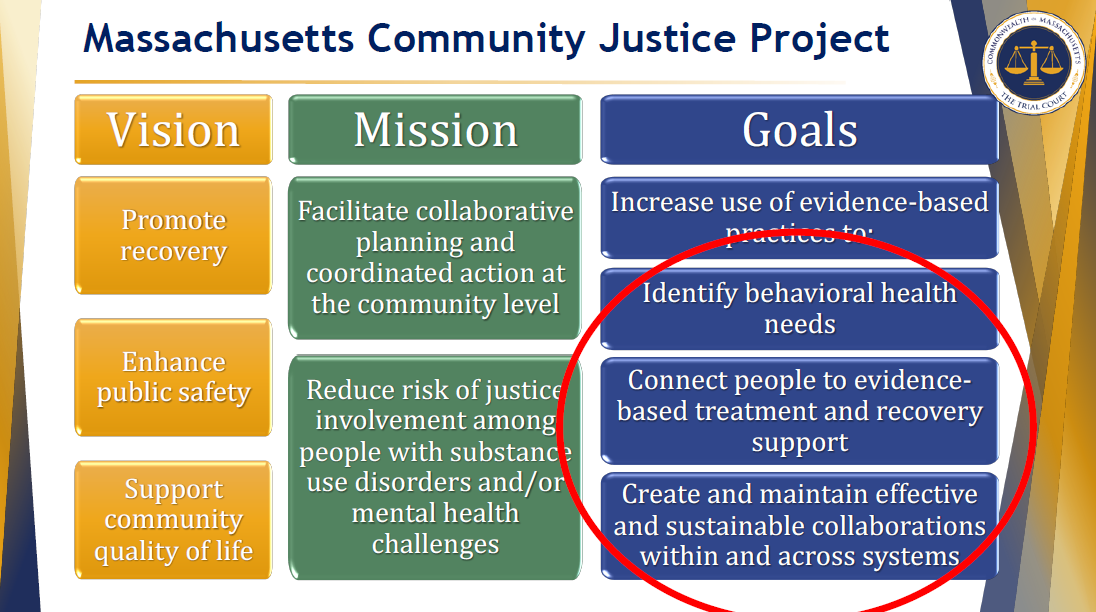 Massachusetts Community Justice Project
COMMONWEALTH OF MASSACHUSETTS
THE TRIAL COURT
Vision
Promote
recovery
Enhance
public safety
Support
community
quality of life
Mission
Facilitate collaborative
planning and
coordinated action at
the community level
Reduce risk of justice
involvement among
people with substance
use disorders and/or
mental health
challenges
Goals
Increase use of evidence-based
practices to:
Identify behavioral health
needs
Connect people to evidence-
based treatment and recovery
support
Create and maintain effective
and sustainable collaborations
within and across systems